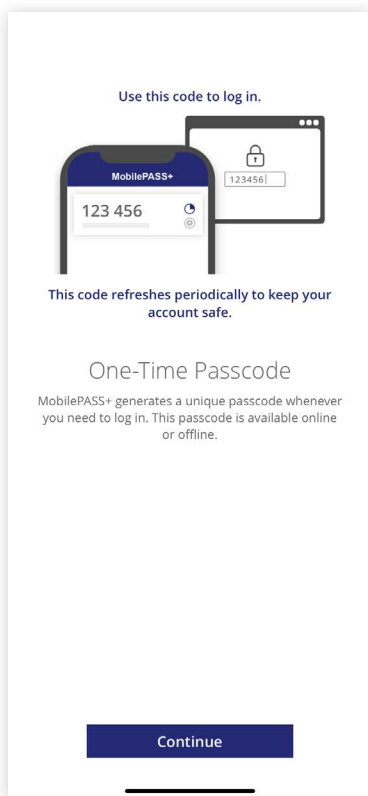 Use this code to log in.
MobilePASS+
123 456
123456
This code refreshes periodically to keep your
account safe.
One-Time Passcode
MobilePASS+ generates a unique passcode whenever
you need to log in. This passcode is available online
or offline.
Continue